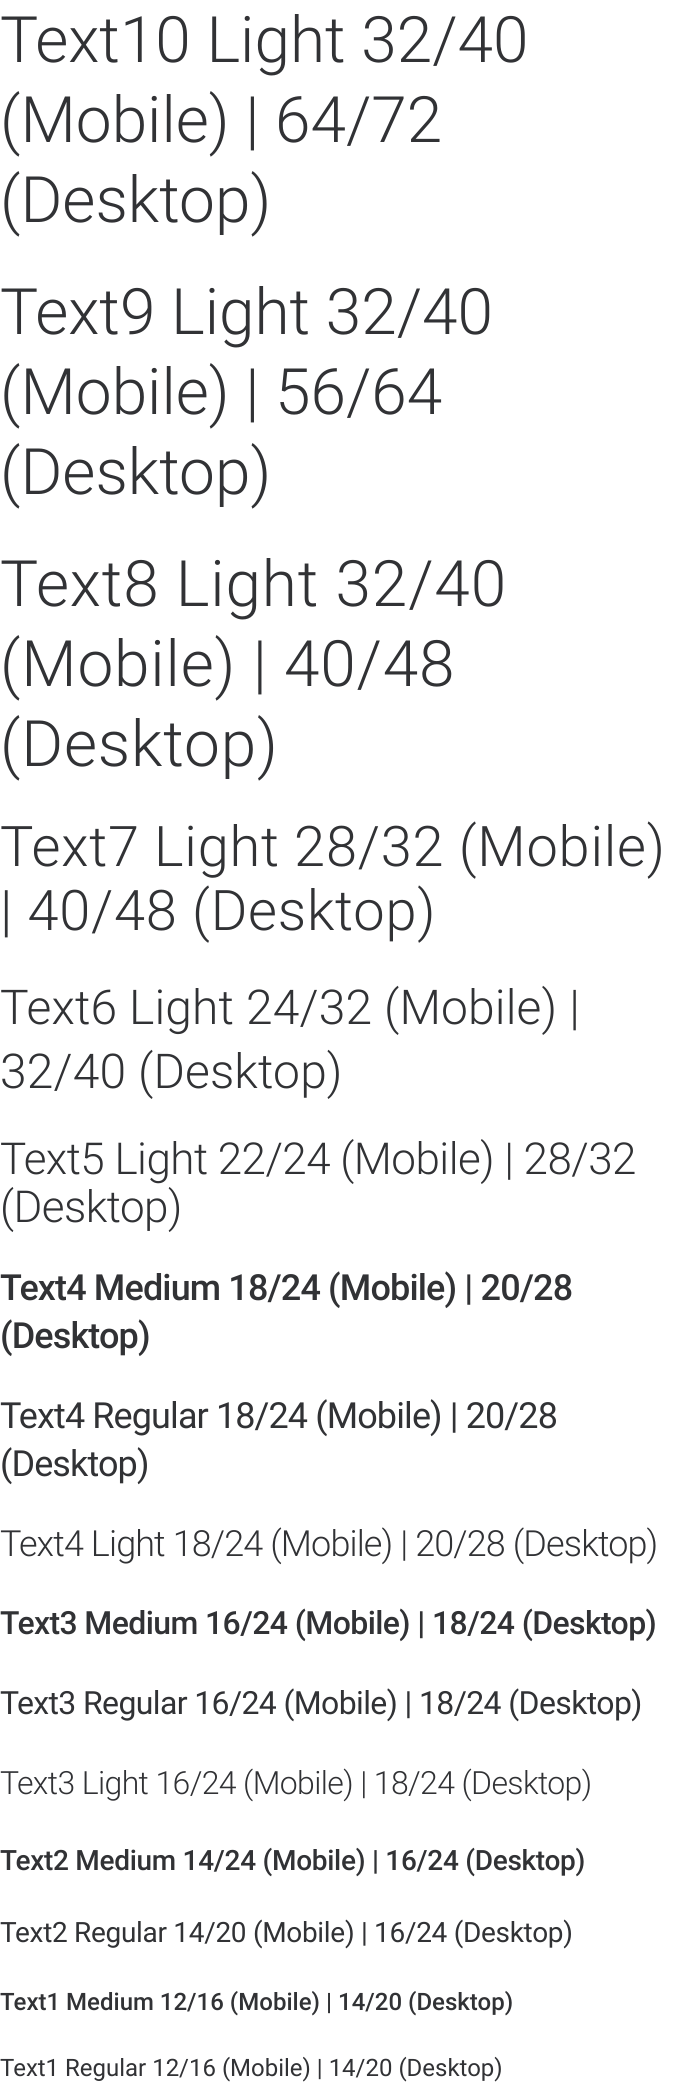 Text10 Light 32/40
(Mobile) | 64/72
(Desktop)
Text9 Light 32/40
(Mobile) | 56/64
(Desktop)
Text8 Light 32/40
(Mobile) | 40/48
(Desktop)
Text7 Light 28/32 (Mobile)
| 40/48 (Desktop)
Text6 Light 24/32 (Mobile) |
32/40 (Desktop)
Text5 Light 22/24 (Mobile) | 28/32
(Desktop)
Text4 Medium 18/24 (Mobile) | 20/28
(Desktop)
Text4 Regular 18/24 (Mobile) | 20/28
(Desktop)
Text4 Light 18/24 (Mobile) | 20/28 (Desktop)
Text3 Medium 16/24 (Mobile) | 18/24 (Desktop)
Text3 Regular 16/24 (Mobile) | 18/24 (Desktop)
Text3 Light 16/24 (Mobile) | 18/24 (Desktop)
Text2 Medium 14/24 (Mobile) | 16/24 (Desktop)
Text2 Regular 14/20 (Mobile) | 16/24 (Desktop)
Text1 Medium 12/16 (Mobile) | 14/20 (Desktop)
Text1 Regular 12/16 (Mobile) | 14/20 (Desktop)